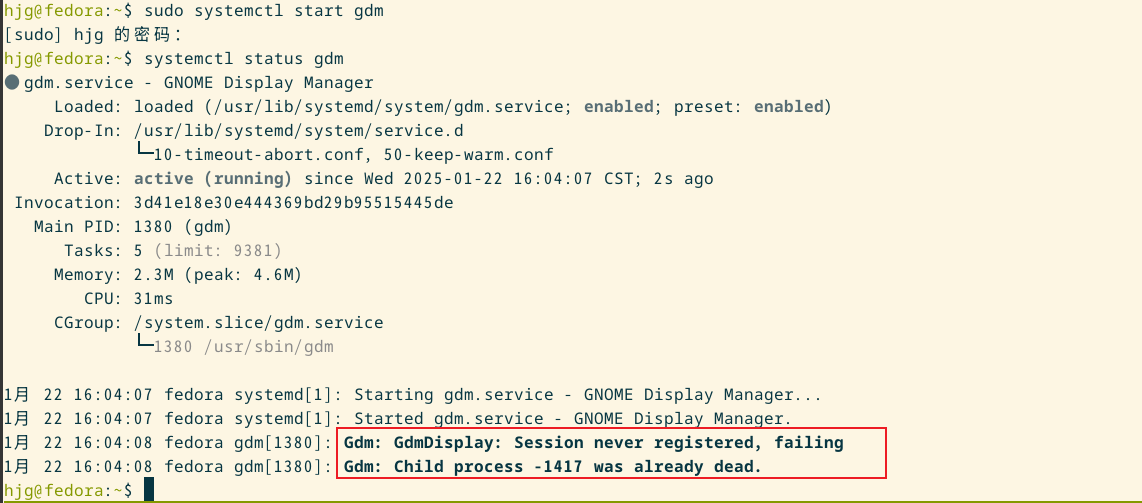 hjg@fedora:~$ sudo systemctl start gdm
[sudo] hjg 的密码：
hjg@fedora:~$ systemctl status gdm
● gdm.service - GNOME Display Manager
     Loaded: loaded (/usr/lib/systemd/system/gdm.service; enabled; preset: enabled)
    Drop-In: /usr/lib/systemd/system/service.d
             └─10-timeout-abort.conf, 50-keep-warm.conf
     Active: active (running) since Wed 2025-01-22 16:04:07 CST; 2s ago
 Invocation: 3d41e18e30e444369bd29b95515445de
   Main PID: 1380 (gdm)
      Tasks: 5 (limit: 9381)
     Memory: 2.3M (peak: 4.6M)
        CPU: 31ms
     CGroup: /system.slice/gdm.service
             └─1380 /usr/sbin/gdm
1月 22 16:04:07 fedora systemd[1]: Starting gdm.service - GNOME Display Manager...
1月 22 16:04:07 fedora systemd[1]: Started gdm.service - GNOME Display Manager.
1月 22 16:04:08 fedora gdm[1380]: Gdm: GdmDisplay: Session never registered, failing
1月 22 16:04:08 fedora gdm[1380]: Gdm: Child process -1417 was already dead.
hjg@fedora:~$